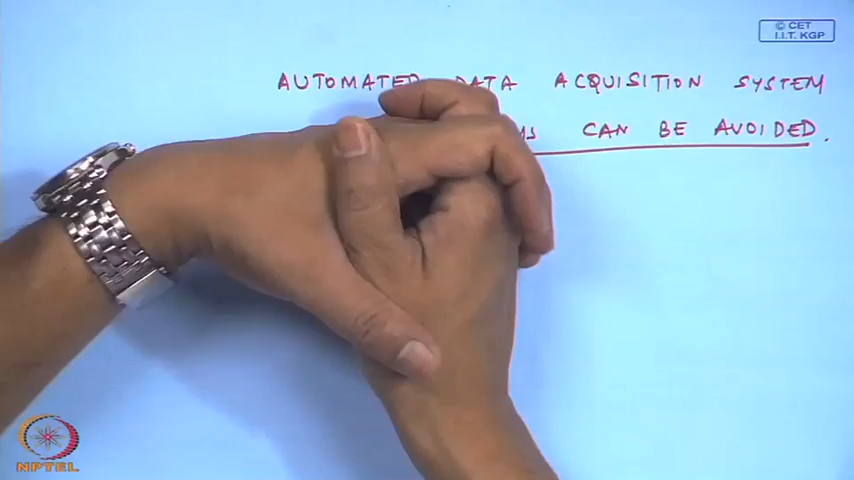 © CET
I.I.T. KGP
AUTOMATED DATA ACQUISITION SYSTEM
CAN BE AVOIDED.
NPTEL